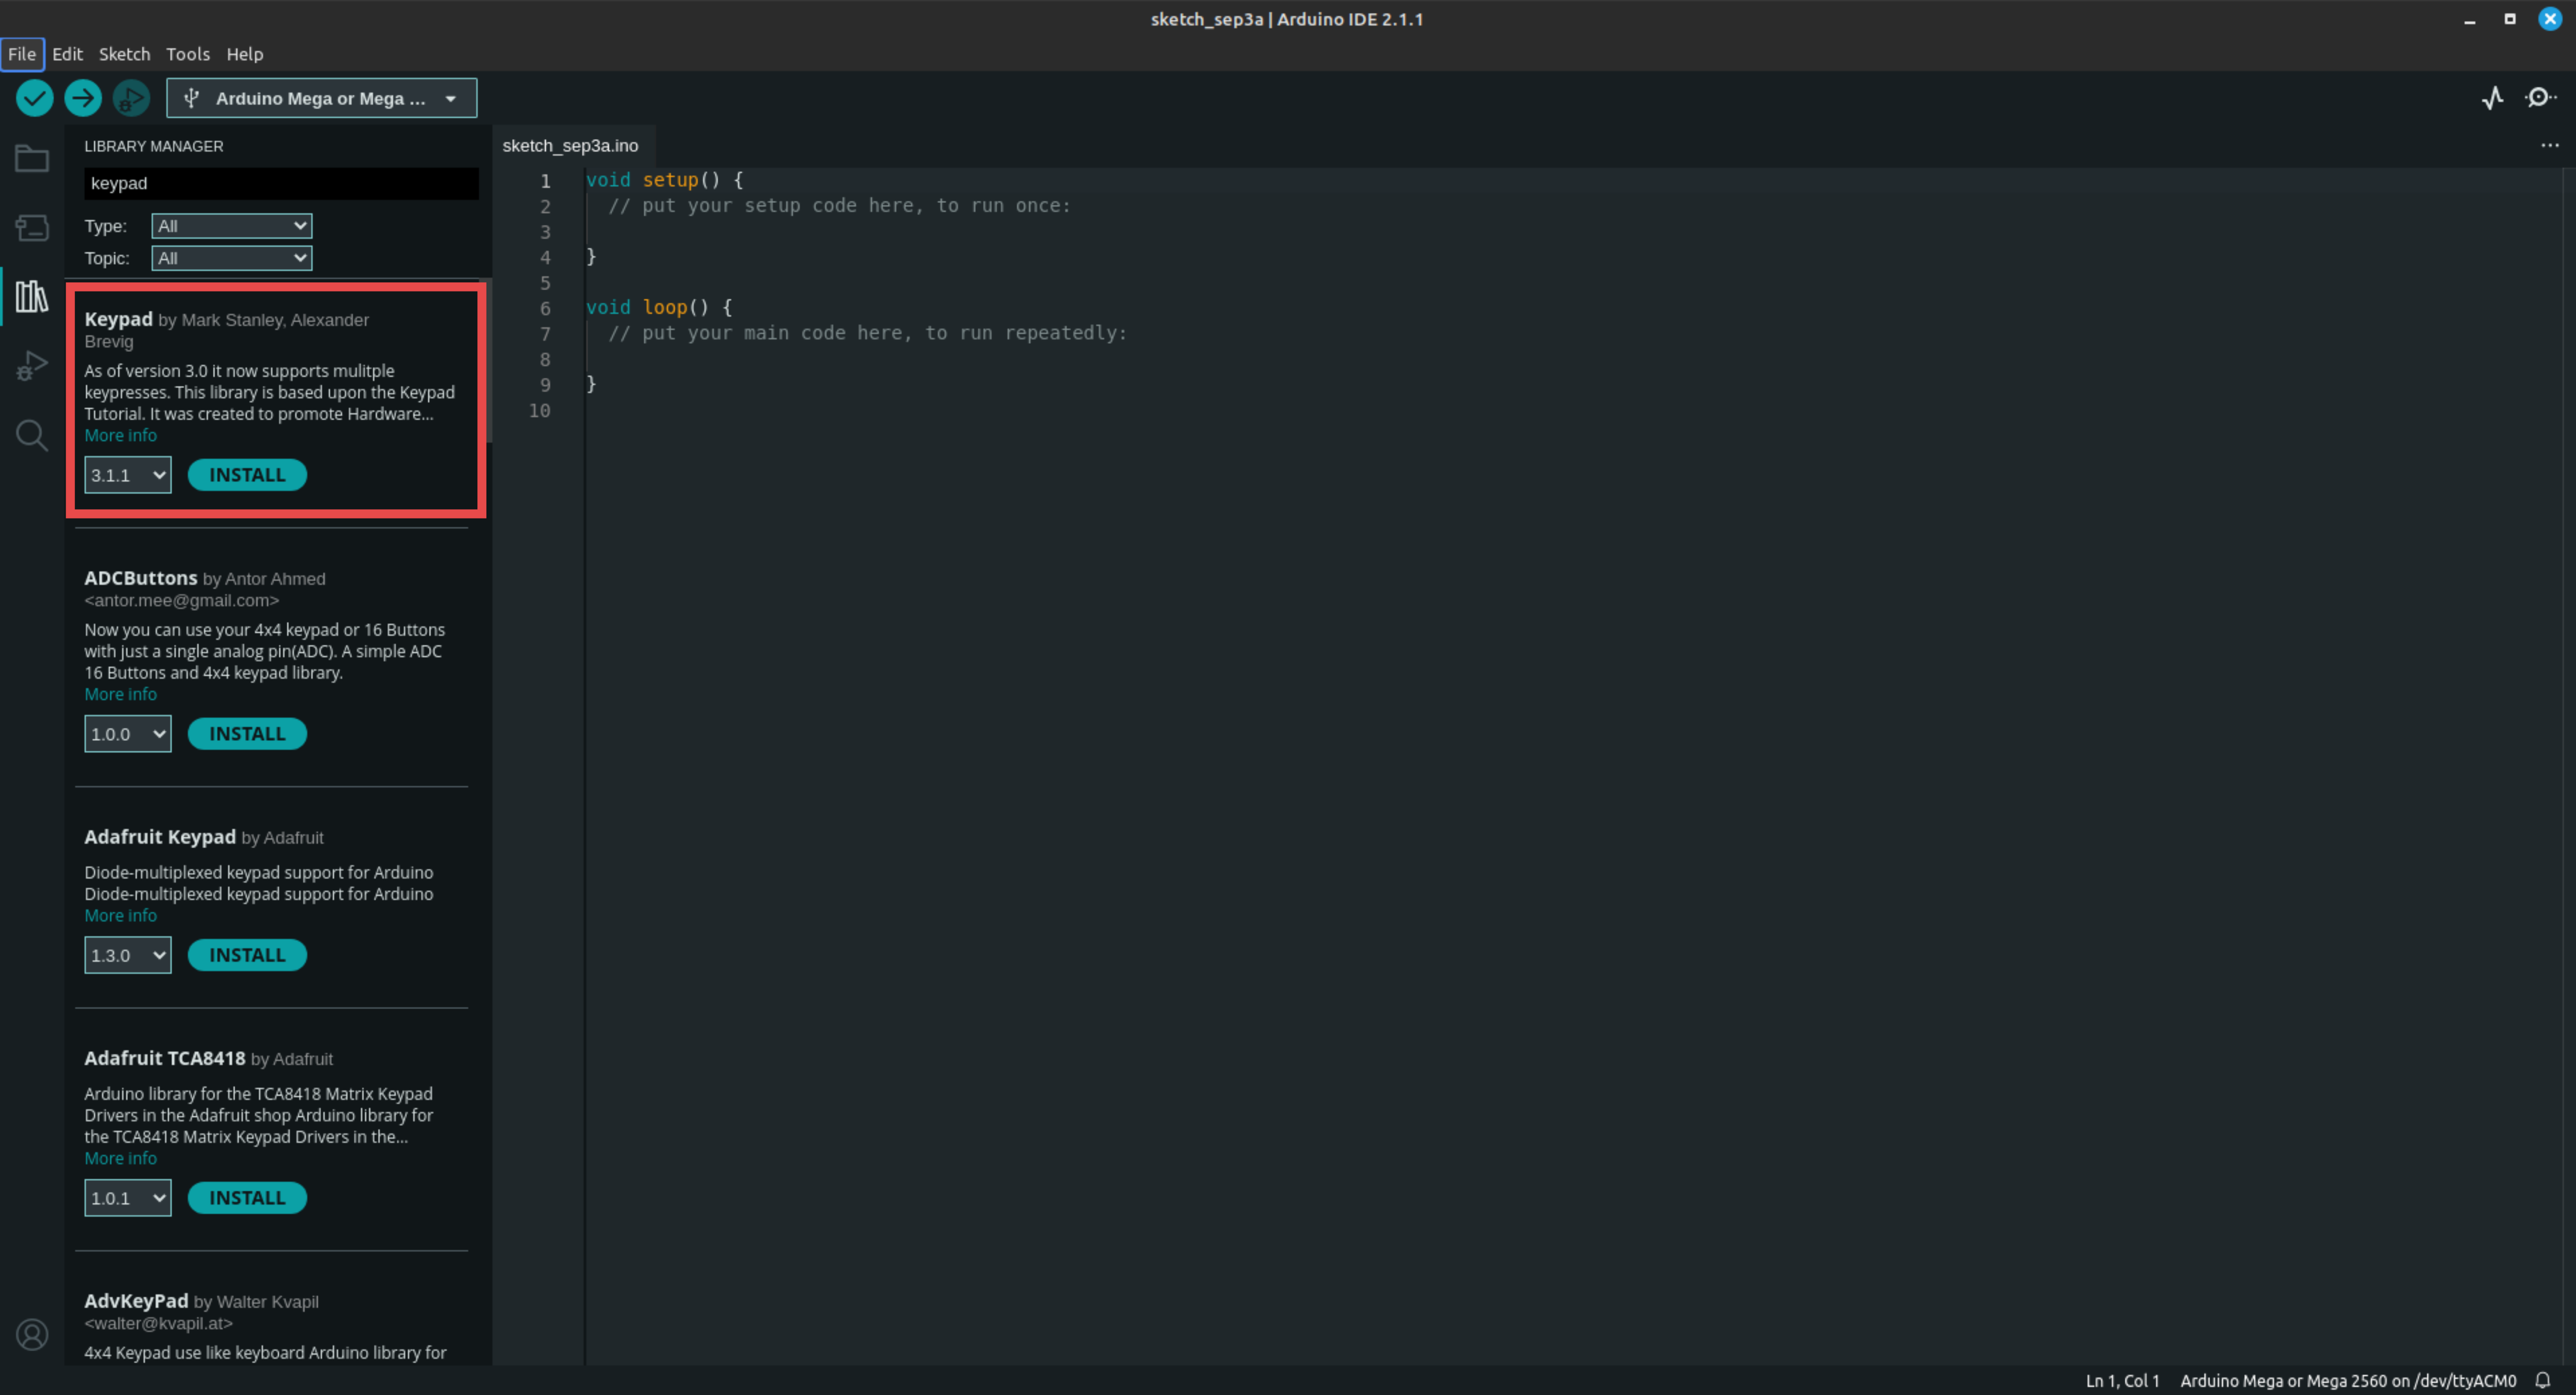 sketch_sep3a | Arduino IDE 2.1.1
File Edit Sketch Tools Help
Arduino Mega or Mega ...
LIBRARY MANAGER
keypad
Type: All
Topic: All
Keypad by Mark Stanley, Alexander
Brevig
As of version 3.0 it now supports mulitple
keypresses. This library is based upon the Keypad
Tutorial. It was created to promote Hardware...
More info
3.1.1 INSTALL
ADCButtons by Antor Ahmed
<antor.mee@gmail.com>
Now you can use your 4x4 keypad or 16 Buttons
with just a single analog pin(ADC). A simple ADC
16 Buttons and 4x4 keypad library.
More info
1.0.0 INSTALL
Adafruit Keypad by Adafruit
Diode-multiplexed keypad support for Arduino
Diode-multiplexed keypad support for Arduino
More info
1.3.0 INSTALL
Adafruit TCA8418 by Adafruit
Arduino library for the TCA8418 Matrix Keypad
Drivers in the Adafruit shop Arduino library for
the TCA8418 Matrix Keypad Drivers in the...
More info
1.0.1 INSTALL
AdvKeyPad by Walter Kvapil
<walter@kvapil.at>
4x4 Keypad use like keyboard Arduino library for
sketch_sep3a.ino
1 void setup() {
2 // put your setup code here, to run once:
3
4 }
5
6 void loop() {
7 // put your main code here, to run repeatedly:
8
9 }
10
Ln 1, Col 1 Arduino Mega or Mega 2560 on /dev/ttyACM0